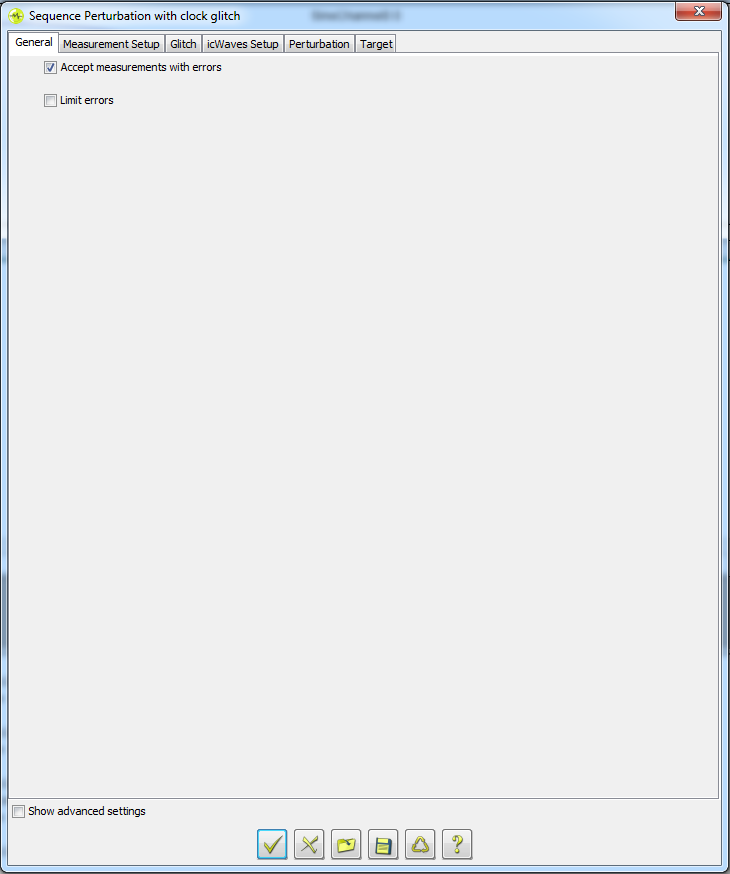 Sequence Perturbation with clock glitch
General Measurement Setup Glitch icWaves Setup Perturbation Target
Accept measurements with errors
Limit errors
Show advanced settings
?